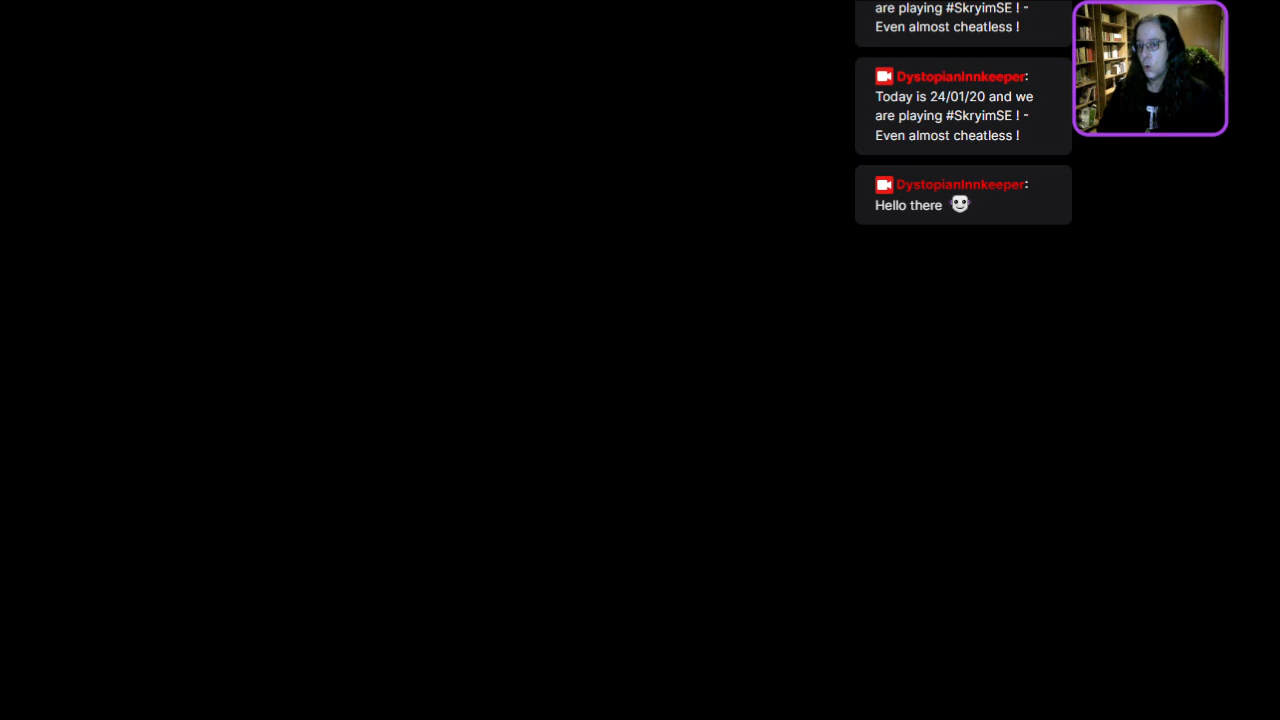 are playing #SkryimSE ! -
Even almost cheatless !
DystopianInnkeeper:
Today is 24/01/20 and we
are playing #SkryimSE ! -
Even almost cheatless !
DystopianInnkeeper:
Hello there